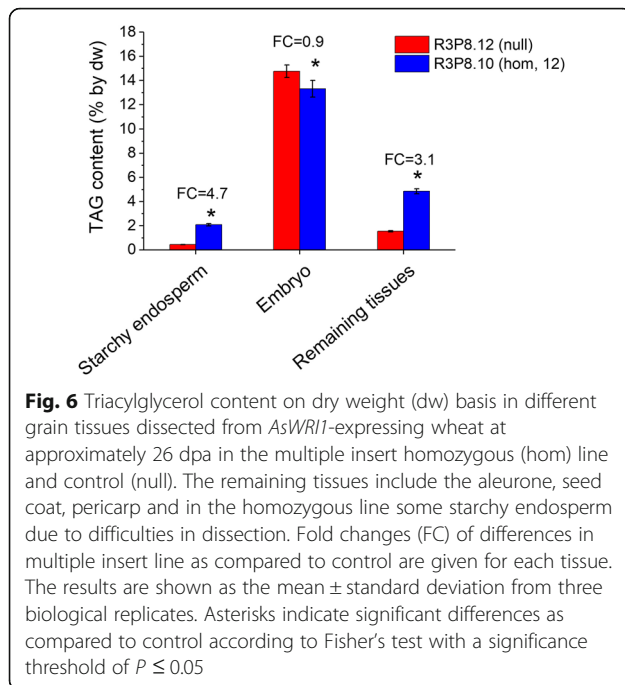 R3P8.12 (null)
R3P8.10 (hom, 12)
TAG content (% by dw)
18
16
14
12
10
8
6
4
2
0
FC=4.7
*
FC=0.9
*
FC=3.1
*
Starchy endosperm
Embryo
Remaining tissues
Fig. 6 Triacylglycerol content on dry weight (dw) basis in different
grain tissues dissected from AsWRI1-expressing wheat at
approximately 26 dpa in the multiple insert homozygous (hom) line
and control (null). The remaining tissues include the aleurone, seed
coat, pericarp and in the homozygous line some starchy endosperm
due to difficulties in dissection. Fold changes (FC) of differences in
multiple insert line as compared to control are given for each tissue.
The results are shown as the mean ± standard deviation from three
biological replicates. Asterisks indicate significant differences as
compared to control according to Fisher's test with a significance
threshold of P ≤ 0.05